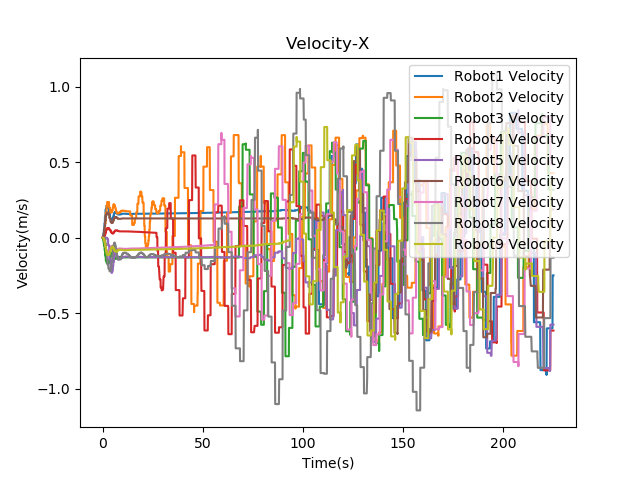 Velocity-X
1.0
0.5
0.0
−0.5
−1.0
Velocity(m/s)
0
50
100
150
200
Time(s)
Robot1 Velocity
Robot2 Velocity
Robot3 Velocity
Robot4 Velocity
Robot5 Velocity
Robot6 Velocity
Robot7 Velocity
Robot8 Velocity
Robot9 Velocity